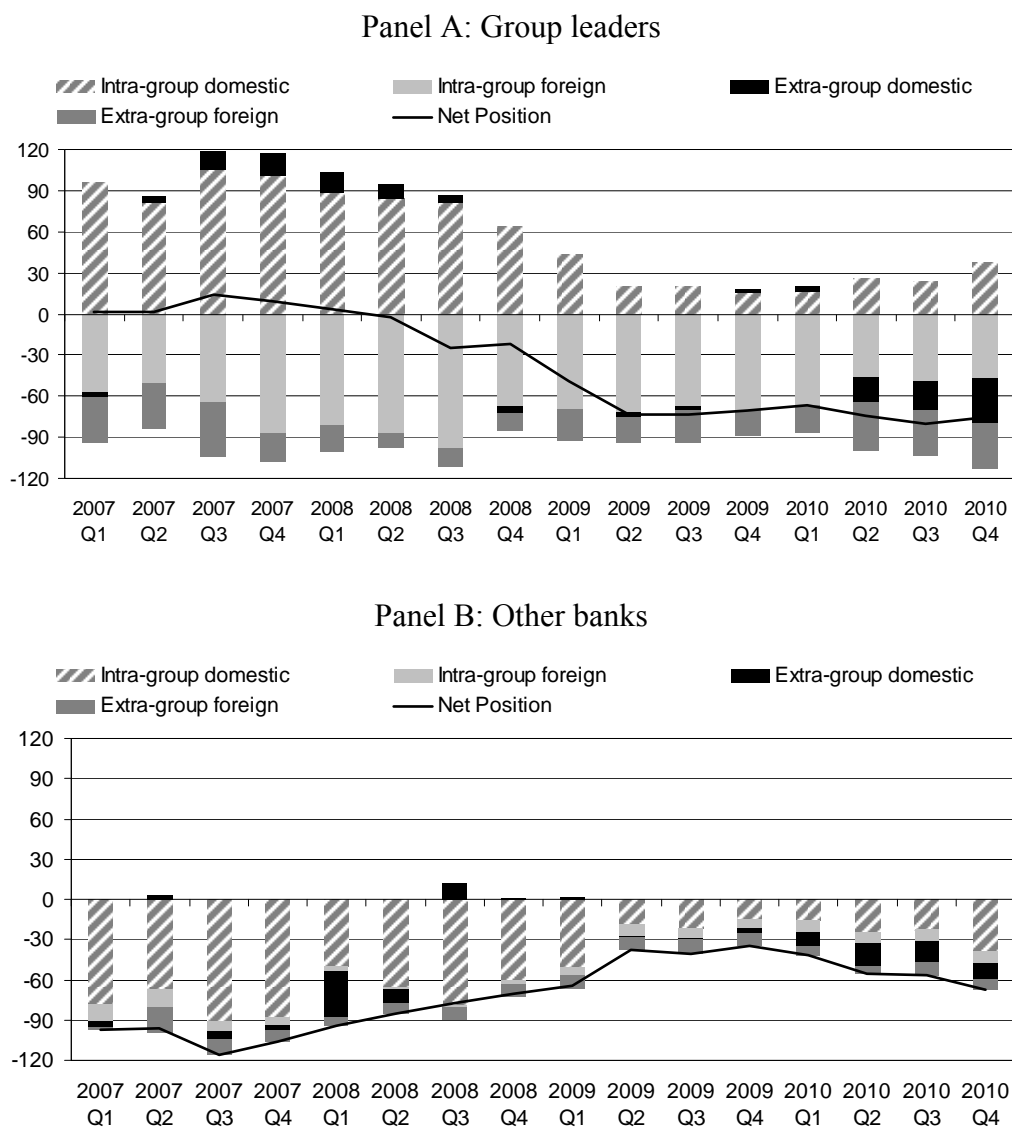 Panel A: Group leaders
Intra-group domestic Intra-group foreign Extra-group domestic
Extra-group foreign Net Position
120
90
60
30
0
-30
-60
-90
-120
2007 2007 2007 2007 2008 2008 2008 2008 2009 2009 2009 2009 2010 2010 2010 2010
Q1 Q2 Q3 Q4 Q1 Q2 Q3 Q4 Q1 Q2 Q3 Q4 Q1 Q2 Q3 Q4
Panel B: Other banks
Intra-group domestic Intra-group foreign Extra-group domestic
Extra-group foreign Net Position
120
90
60
30
0
-30
-60
-90
-120
2007 2007 2007 2007 2008 2008 2008 2008 2009 2009 2009 2009 2010 2010 2010 2010
Q1 Q2 Q3 Q4 Q1 Q2 Q3 Q4 Q1 Q2 Q3 Q4 Q1 Q2 Q3 Q4